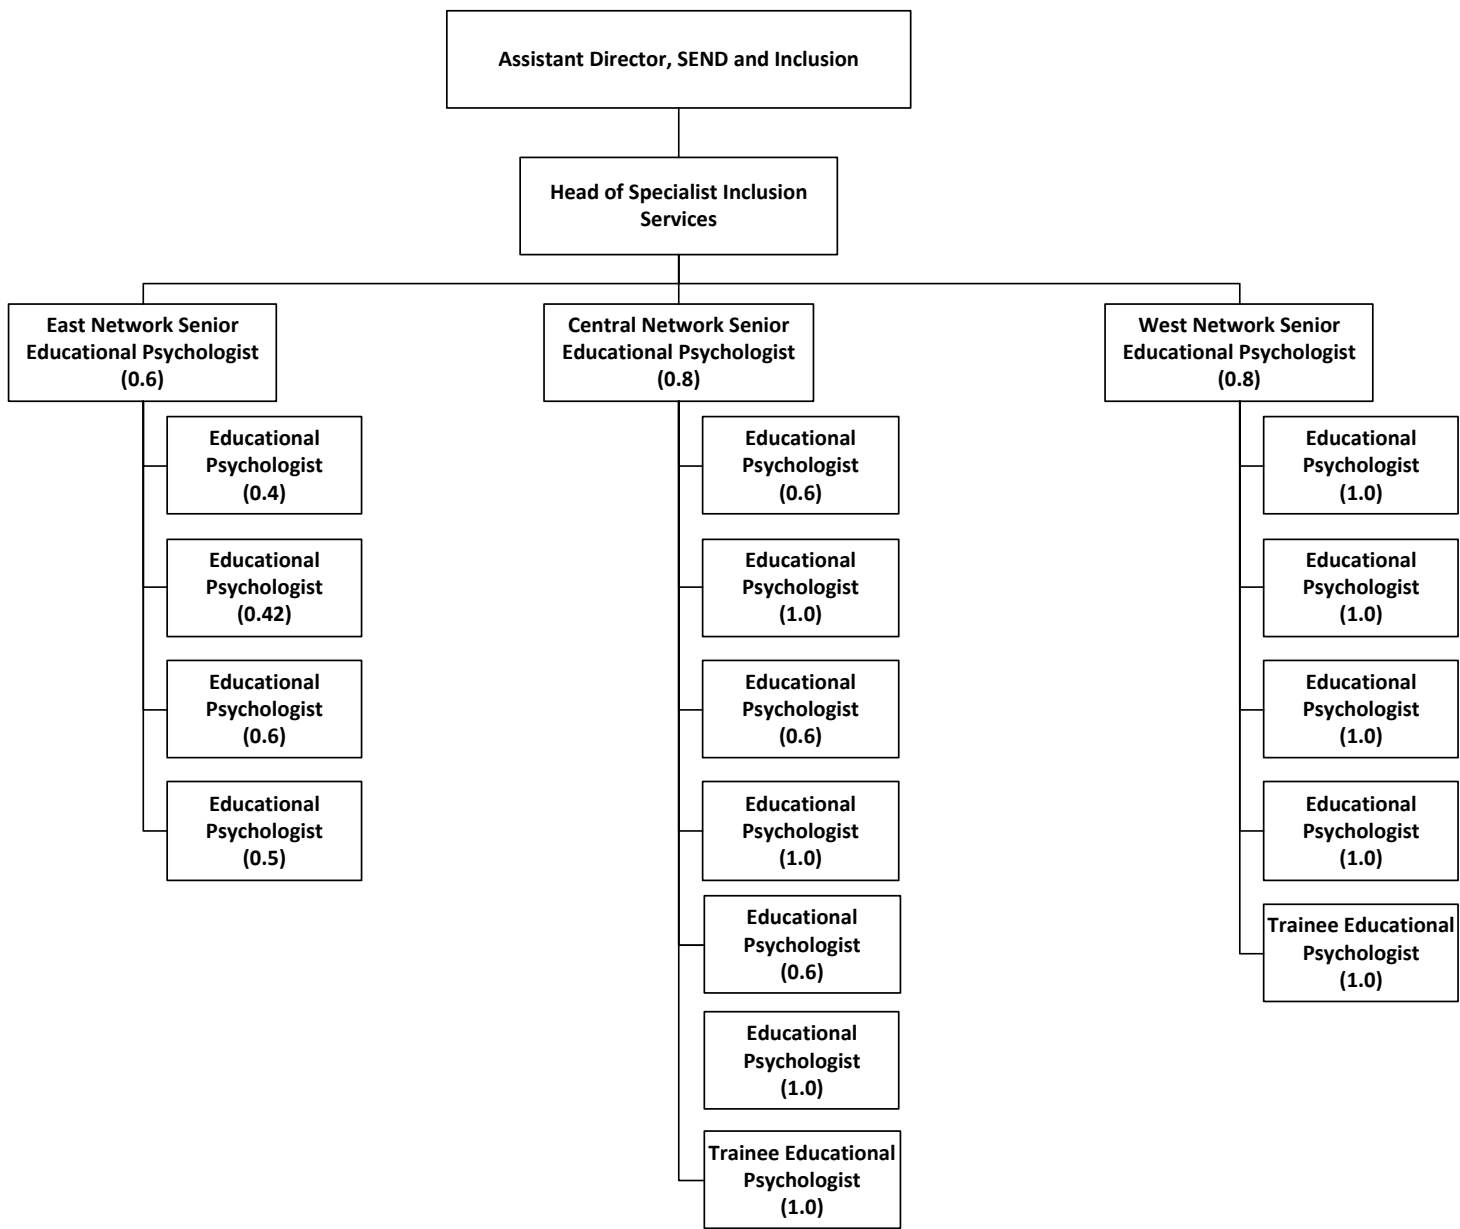 Assistant Director, SEND and Inclusion
Head of Specialist Inclusion
Services
East Network Senior
Educational Psychologist
(0.6)
Educational
Psychologist
(0.4)
Educational
Psychologist
(0.42)
Educational
Psychologist
(0.6)
Educational
Psychologist
(0.5)
Central Network Senior
Educational Psychologist
(0.8)
Educational
Psychologist
(0.6)
Educational
Psychologist
(1.0)
Educational
Psychologist
(0.6)
Educational
Psychologist
(1.0)
Educational
Psychologist
(0.6)
Educational
Psychologist
(1.0)
Trainee Educational
Psychologist
(1.0)
West Network Senior
Educational Psychologist
(0.8)
Educational
Psychologist
(1.0)
Educational
Psychologist
(1.0)
Educational
Psychologist
(1.0)
Educational
Psychologist
(1.0)
Trainee Educational
Psychologist
(1.0)